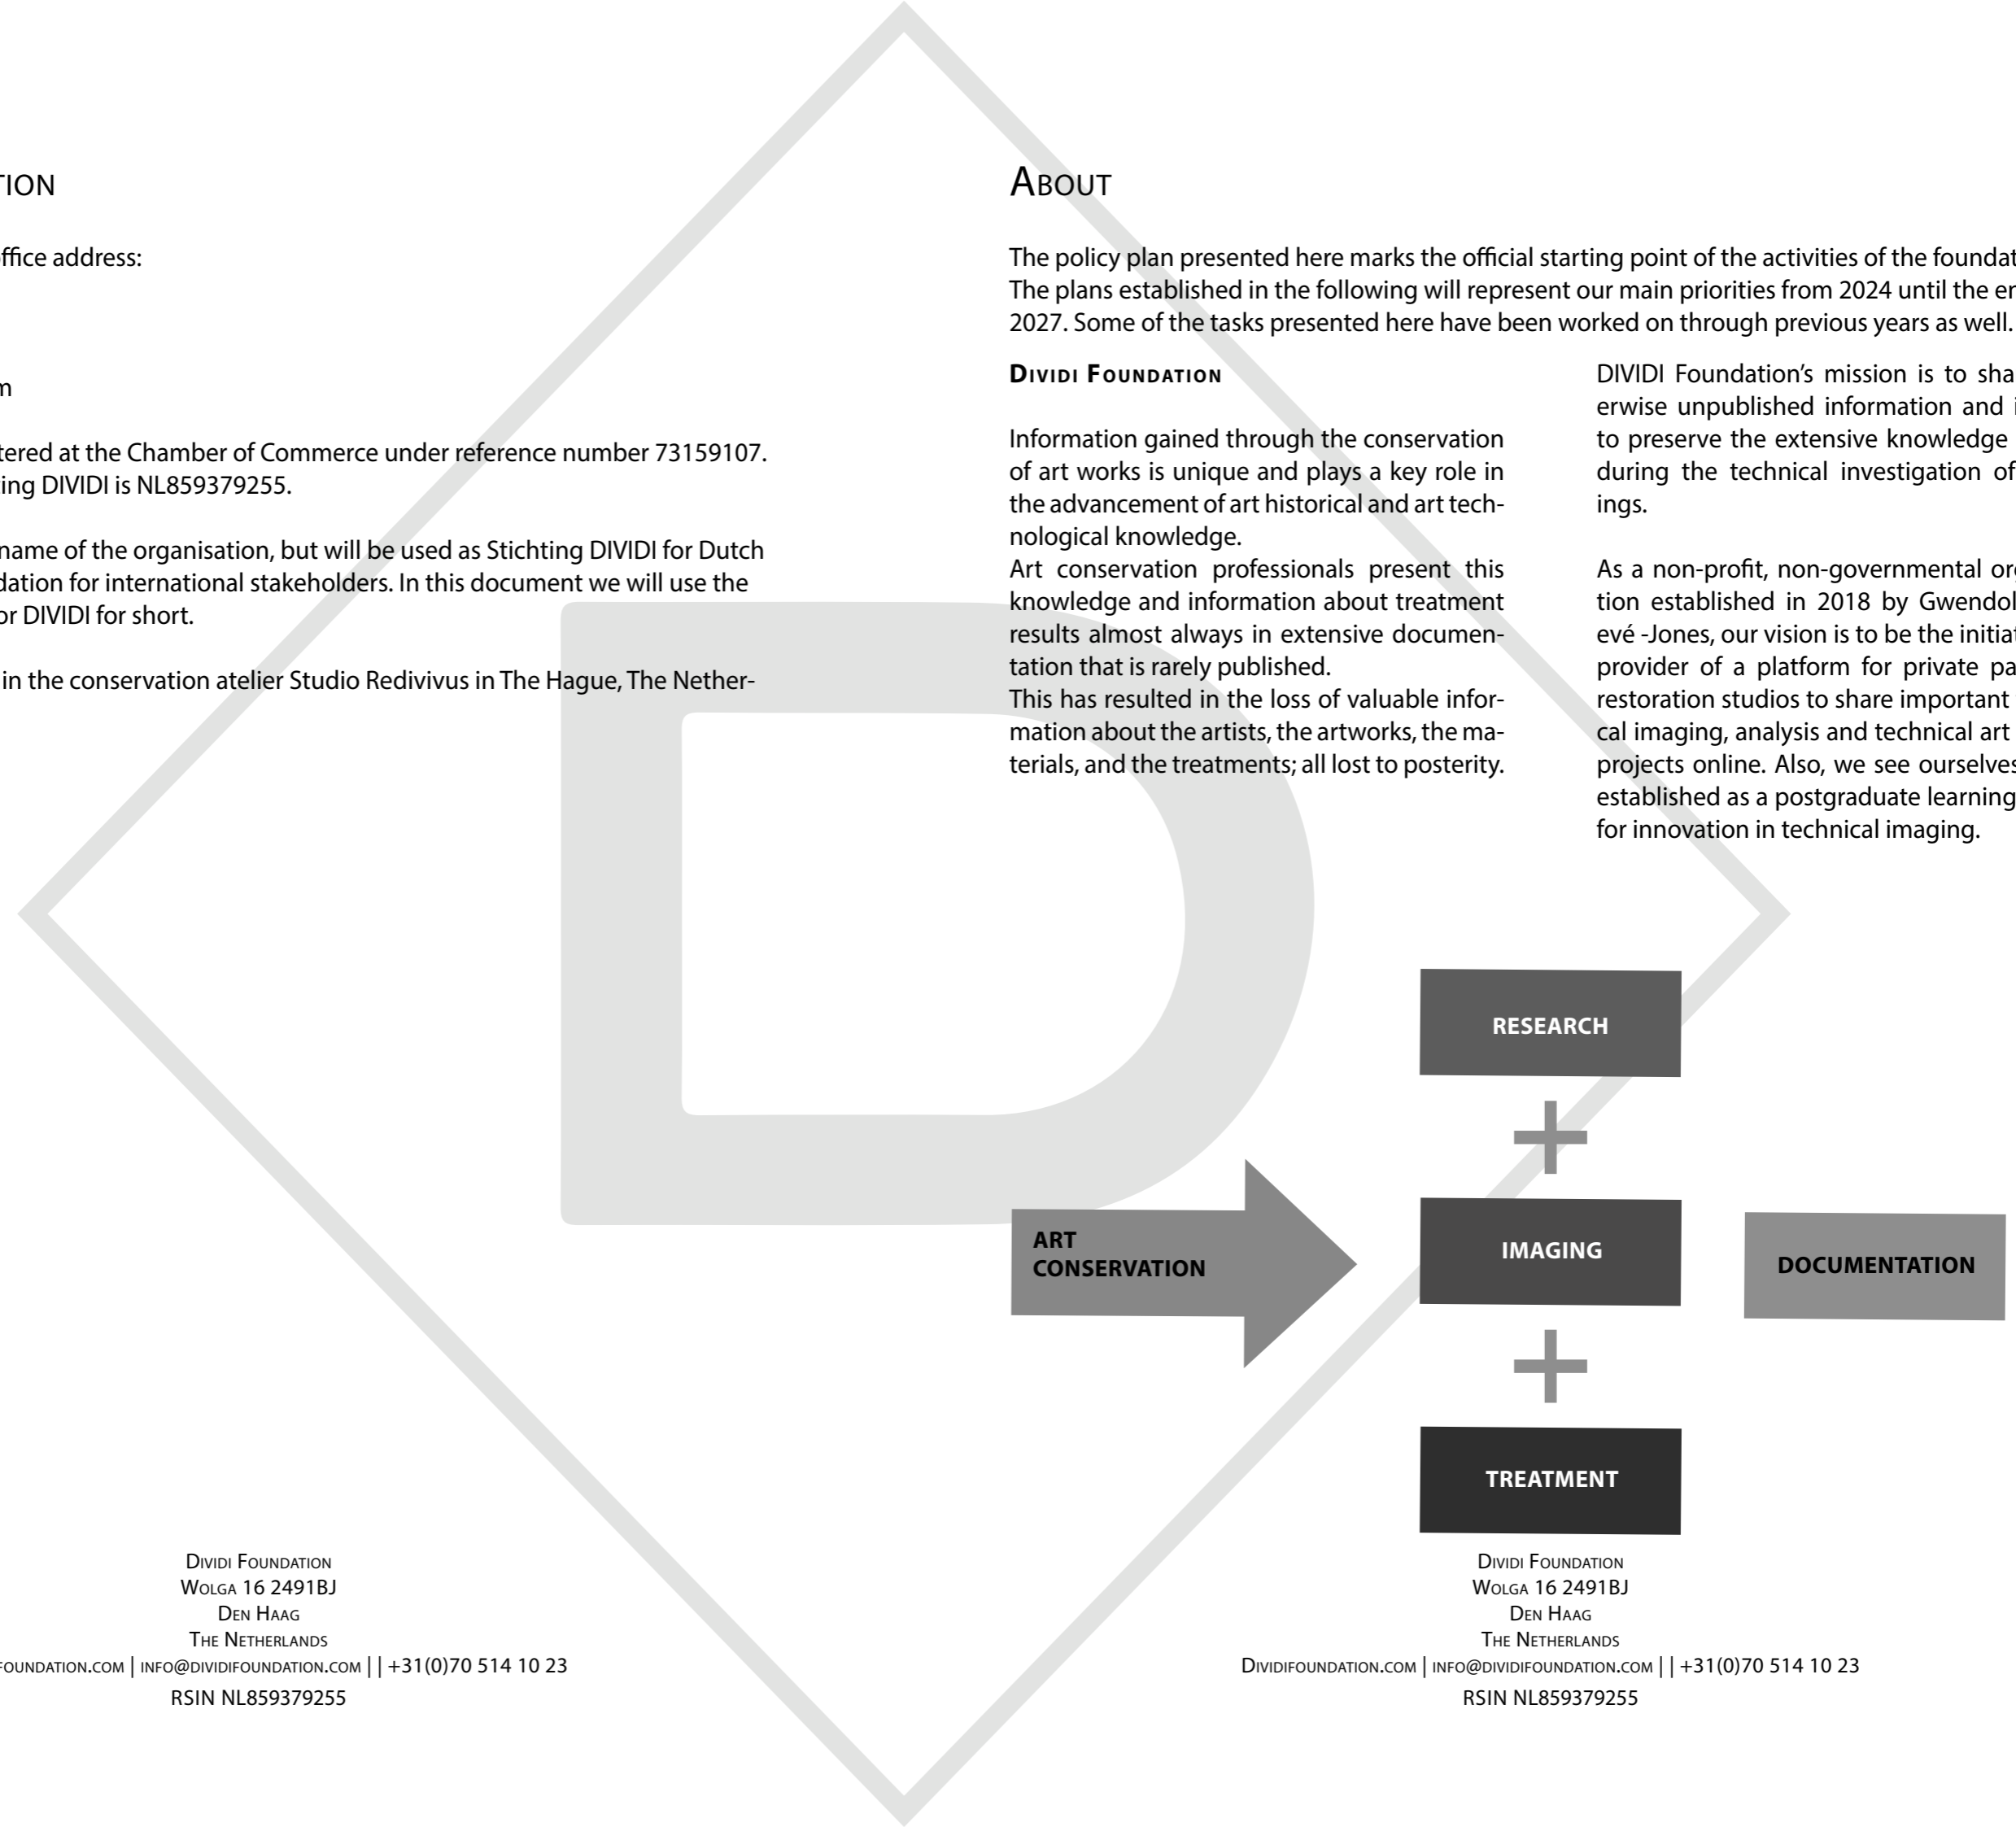 TION
ffice address:
m
tered at the Chamber of Commerce under reference number 73159107.
ting DIVIDI is NL859379255.
name of the organisation, but will be used as Stichting DIVIDI for Dutch
dation for international stakeholders. In this document we will use the
or DIVIDI for short.
in the conservation atelier Studio Redivivus in The Hague, The Nether-
Dividi Foundation
Wolga 16 2491BJ
Den Haag
The Netherlands
foundation.com | info@dividifoundation.com | | +31(0)70 514 10 23
RSIN NL859379255
About
The policy plan presented here marks the official starting point of the activities of the foundat
The plans established in the following will represent our main priorities from 2024 until the er
2027. Some of the tasks presented here have been worked on through previous years as well.
Dividi Foundation
Information gained through the conservation
of art works is unique and plays a key role in
the advancement of art historical and art tech-
nological knowledge.
Art conservation professionals present this
knowledge and information about treatment
results almost always in extensive documen-
tation that is rarely published.
This has resulted in the loss of valuable infor-
mation about the artists, the artworks, the ma-
terials, and the treatments; all lost to posterity.
DIVIDI Foundation's mission is to sha
erwise unpublished information and i
to preserve the extensive knowledge
during the technical investigation of
ings.
As a non-profit, non-governmental org
tion established in 2018 by Gwendol
evé -Jones, our vision is to be the initiat
provider of a platform for private pa
restoration studios to share important
cal imaging, analysis and technical art
projects online. Also, we see ourselves
established as a postgraduate learning
for innovation in technical imaging.
RESEARCH
+
ART
CONSERVATION
IMAGING
DOCUMENTATION
+
TREATMENT
Dividi Foundation
Wolga 16 2491BJ
Den Haag
The Netherlands
Dividifoundation.com | info@dividifoundation.com | | +31(0)70 514 10 23
RSIN NL859379255
D